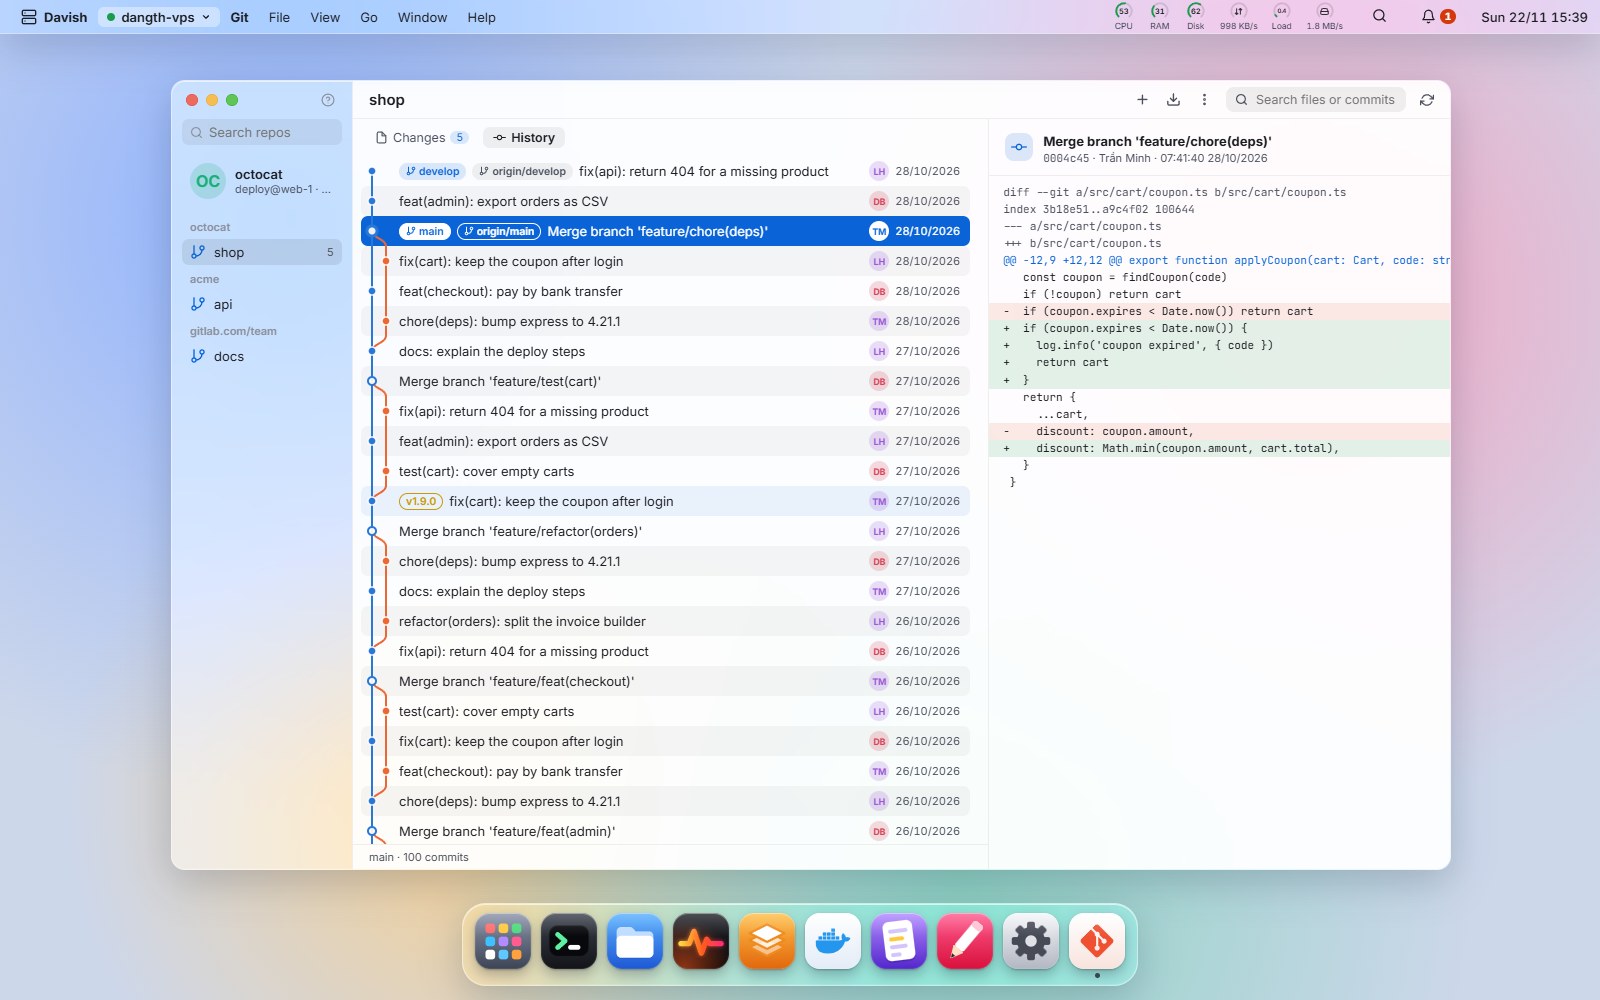 Davish dangth-vps Git File View Go Window Help 53 CPU 31 RAM 62 Disk 998 KB/s 0.4 Load 1.8 MB/s 1 Sun 22/11 15:39
Search repos
OC octocat
deploy@web-1 · ...
octocat
shop 5
acme
api
gitlab.com/team
docs
shop
Search files or commits
Changes 5 History
develop origin/develop fix(api): return 404 for a missing product LH 28/10/2026
feat(admin): export orders as CSV DB 28/10/2026
main origin/main Merge branch 'feature/chore(deps)' TM 28/10/2026
fix(cart): keep the coupon after login LH 28/10/2026
feat(checkout): pay by bank transfer DB 28/10/2026
chore(deps): bump express to 4.21.1 TM 28/10/2026
docs: explain the deploy steps LH 27/10/2026
Merge branch 'feature/test(cart)' DB 27/10/2026
fix(api): return 404 for a missing product TM 27/10/2026
feat(admin): export orders as CSV LH 27/10/2026
test(cart): cover empty carts DB 27/10/2026
v1.9.0 fix(cart): keep the coupon after login TM 27/10/2026
Merge branch 'feature/refactor(orders)' LH 27/10/2026
chore(deps): bump express to 4.21.1 DB 27/10/2026
docs: explain the deploy steps TM 27/10/2026
refactor(orders): split the invoice builder LH 26/10/2026
fix(api): return 404 for a missing product DB 26/10/2026
Merge branch 'feature/feat(checkout)' TM 26/10/2026
test(cart): cover empty carts LH 26/10/2026
fix(cart): keep the coupon after login DB 26/10/2026
feat(checkout): pay by bank transfer TM 26/10/2026
chore(deps): bump express to 4.21.1 LH 26/10/2026
Merge branch 'feature/feat(admin)' DB 26/10/2026
main · 100 commits
Merge branch 'feature/chore(deps)'
0004c45 · Trần Minh · 07:41:40 28/10/2026
diff --git a/src/cart/coupon.ts b/src/cart/coupon.ts
index 3b18e51..a9c4f02 100644
--- a/src/cart/coupon.ts
+++ b/src/cart/coupon.ts
@@ -12,9 +12,12 @@ export function applyCoupon(cart: Cart, code: str
const coupon = findCoupon(code)
if (!coupon) return cart
- if (coupon.expires < Date.now()) return cart
+ if (coupon.expires < Date.now()) {
+ log.info('coupon expired', { code })
+ return cart
+ }
return {
...cart,
- discount: coupon.amount,
+ discount: Math.min(coupon.amount, cart.total),
}
}